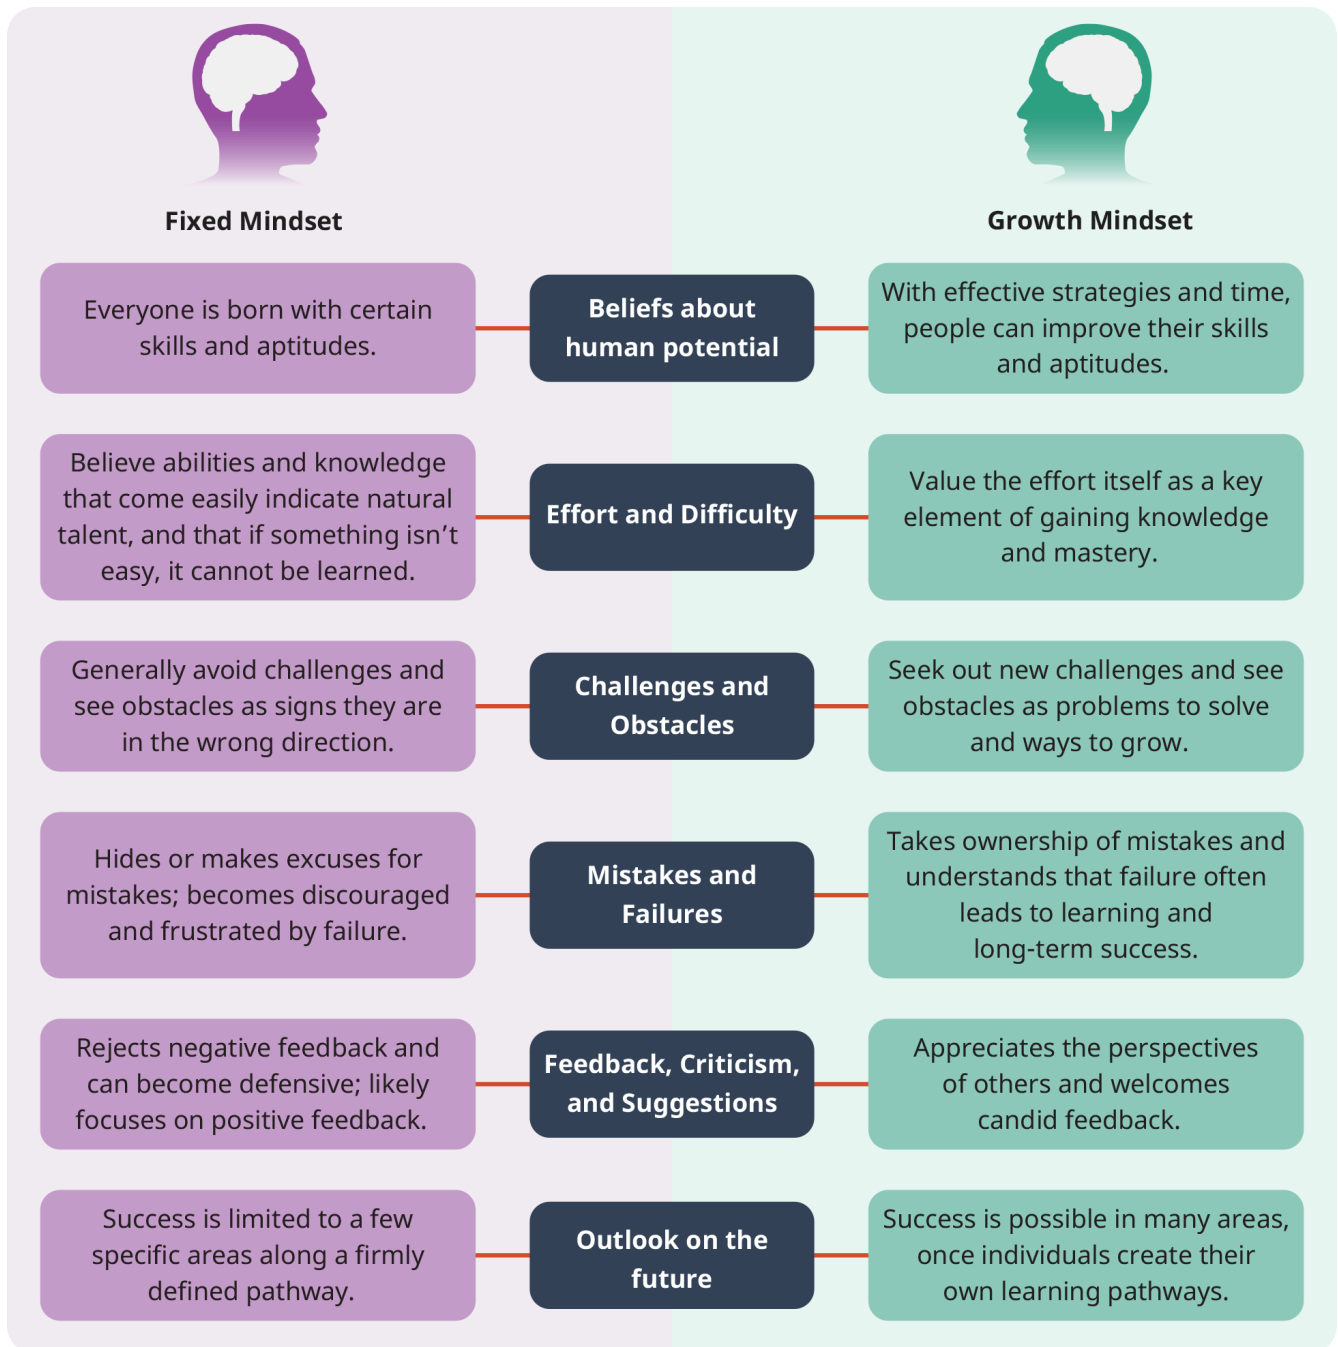 Fixed Mindset
Growth Mindset
Everyone is born with certain
skills and aptitudes.
Beliefs about
human potential
With effective strategies and time,
people can improve their skills
and aptitudes.
Believe abilities and knowledge
that come easily indicate natural
talent, and that if something isn’t
easy, it cannot be learned.
Effort and Difficulty
Value the effort itself as a key
element of gaining knowledge
and mastery.
Generally avoid challenges and
see obstacles as signs they are
in the wrong direction.
Challenges and
Obstacles
Seek out new challenges and see
obstacles as problems to solve
and ways to grow.
Hides or makes excuses for
mistakes; becomes discouraged
and frustrated by failure.
Mistakes and
Failures
Takes ownership of mistakes and
understands that failure often
leads to learning and
long-term success.
Rejects negative feedback and
can become defensive; likely
focuses on positive feedback.
Feedback, Criticism,
and Suggestions
Appreciates the perspectives
of others and welcomes
candid feedback.
Success is limited to a few
specific areas along a firmly
defined pathway.
Outlook on the
future
Success is possible in many areas,
once individuals create their
own learning pathways.